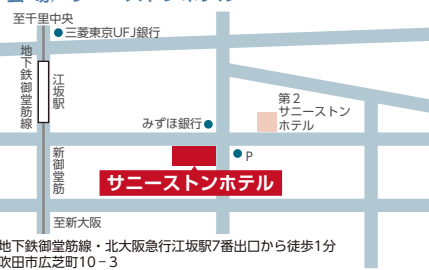 至千里中央
三菱東京UFJ銀行
地下鉄御堂筋線
江坂駅
第2
サニーストン
ホテル
みずほ銀行
P
新御堂筋
サニーストンホテル
至新大阪
地下鉄御堂筋線・北大阪急行江坂駅7番出口から徒歩1分
吹田市広芝町10－3